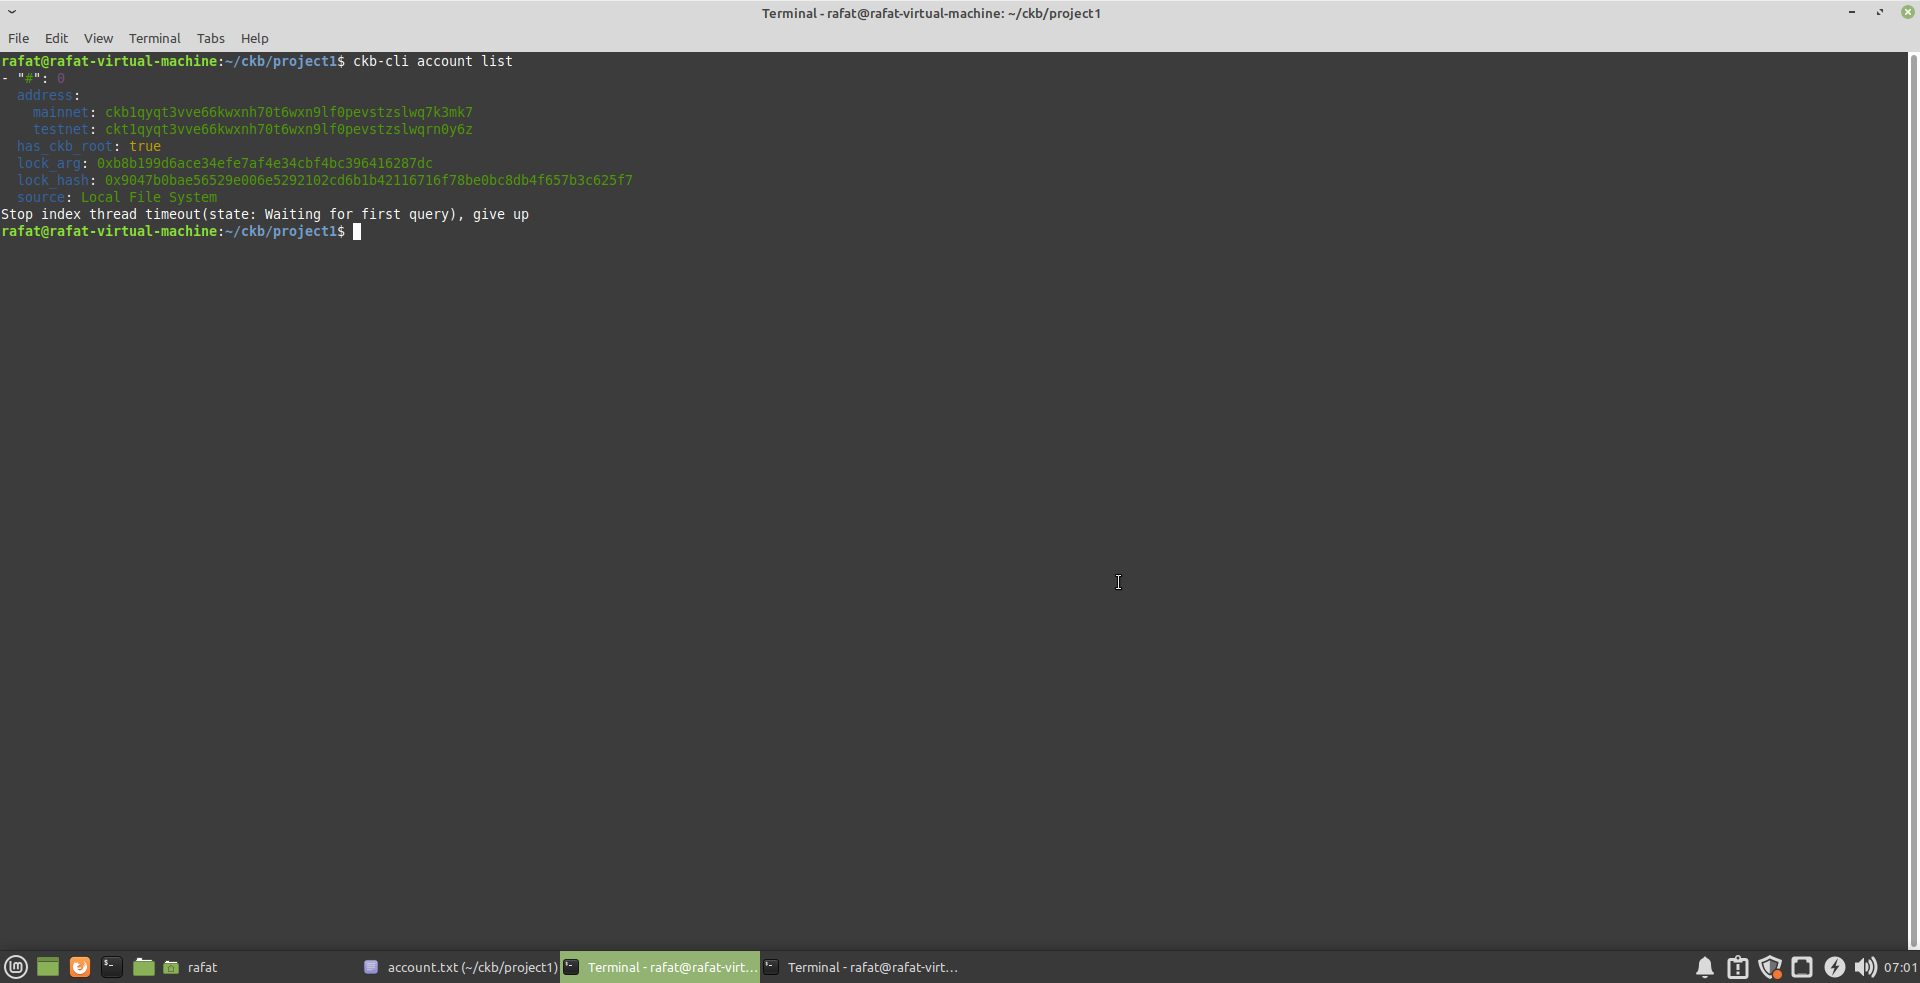 Terminal - rafat@rafat-virtual-machine: ~/ckb/project1
File Edit View Terminal Tabs Help
rafat@rafat-virtual-machine:~/ckb/project1$ ckb-cli account list
- "#": 0
  address:
    mainnet: ckb1qyqt3vve66kwxnh70t6wxn9lf0pevstzslwq7k3mk7
    testnet: ckt1qyqt3vve66kwxnh70t6wxn9lf0pevstzslwqrn0y6z
  has_ckb_root: true
  lock_arg: 0xb8b199d6ace34efe7af4e34cbf4bc396416287dc
  lock_hash: 0x9047b0bae56529e006e5292102cd6b1b42116716f78be0bc8db4f657b3c625f7
  source: Local File System
Stop index thread timeout(state: Waiting for first query), give up
rafat@rafat-virtual-machine:~/ckb/project1$
rafat account.txt (~/ckb/project1) Terminal - rafat@rafat-virt... Terminal - rafat@rafat-virt... 07:01